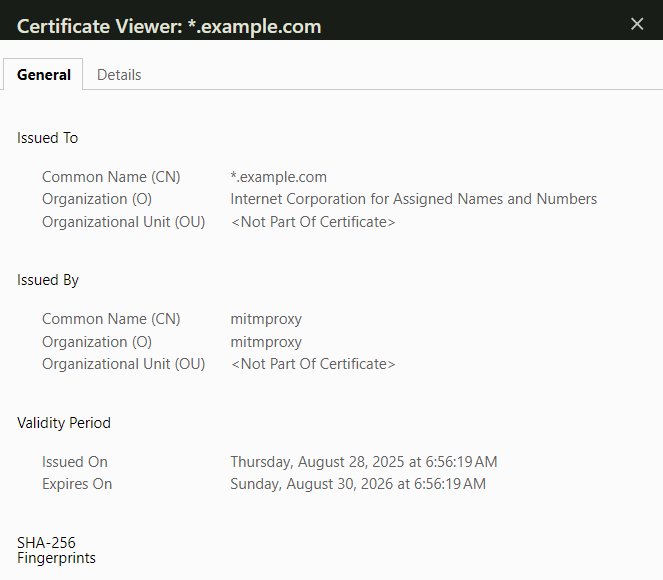 Certificate Viewer: *.example.com
General Details
Issued To
Common Name (CN) *.example.com
Organization (O) Internet Corporation for Assigned Names and Numbers
Organizational Unit (OU) <Not Part Of Certificate>
Issued By
Common Name (CN) mitmproxy
Organization (O) mitmproxy
Organizational Unit (OU) <Not Part Of Certificate>
Validity Period
Issued On Thursday, August 28, 2025 at 6:56:19 AM
Expires On Sunday, August 30, 2026 at 6:56:19 AM
SHA-256
Fingerprints